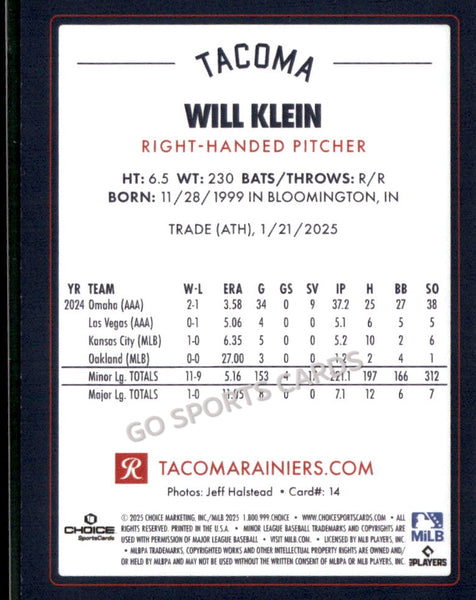 TACOMA
WILL KLEIN
RIGHT-HANDED PITCHER
HT: 6.5 WT: 230 BATS/THROWS: R/R
BORN: 11/28/1999 IN BLOOMINGTON, IN
TRADE (ATH), 1/21/2025
YR TEAM W-L ERA G GS SV IP H BB SO
2024 Omaha (AAA) 2-1 3.58 34 0 9 37.2 25 27 38
Las Vegas (AAA) 0-1 5.06 4 0 0 5.1 6 5 5
Kansas City (MLB) 1-0 6.35 5 0 0 5.2 10 2 6
Oakland (MLB) 0-0 27.00 3 0 0 1.2 2 4 1
Minor Lg. TOTALS 11-9 5.16 153 4 221.1 197 166 312
Major Lg. TOTALS 1-0 8 0 0 7.1 12 6 7
GO SPORTS CARDS
R TACOMARAINIERS.COM
Photos: Jeff Halstead • Card#: 14
© 2025 CHOICE MARKETING, INC./MLB 2025 1.800.999.CHOICE • WWW.CHOICESPORTSCARDS.COM • ALL
RIGHTS RESERVED. PRINTED IN THE U.S.A. • MINOR LEAGUE BASEBALL TRADEMARKS AND COPYRIGHTS ARE
USED WITH PERMISSION OF MAJOR LEAGUE BASEBALL • VISIT MILB.COM • LICENSED BY MLB PLAYERS, INC. •
MLBPA TRADEMARKS, COPYRIGHTS AND OTHER INTELLECTUAL PROPERTY RIGHTS ARE OWNED AND/
OR HELD BY MLBPA AND MAY NOT BE USED WITHOUT THE WRITTEN CONSENT OF MLBPA OR MLB PLAYERS, INC.
CHOICE
SportsCards
MiLB
PLAYERS